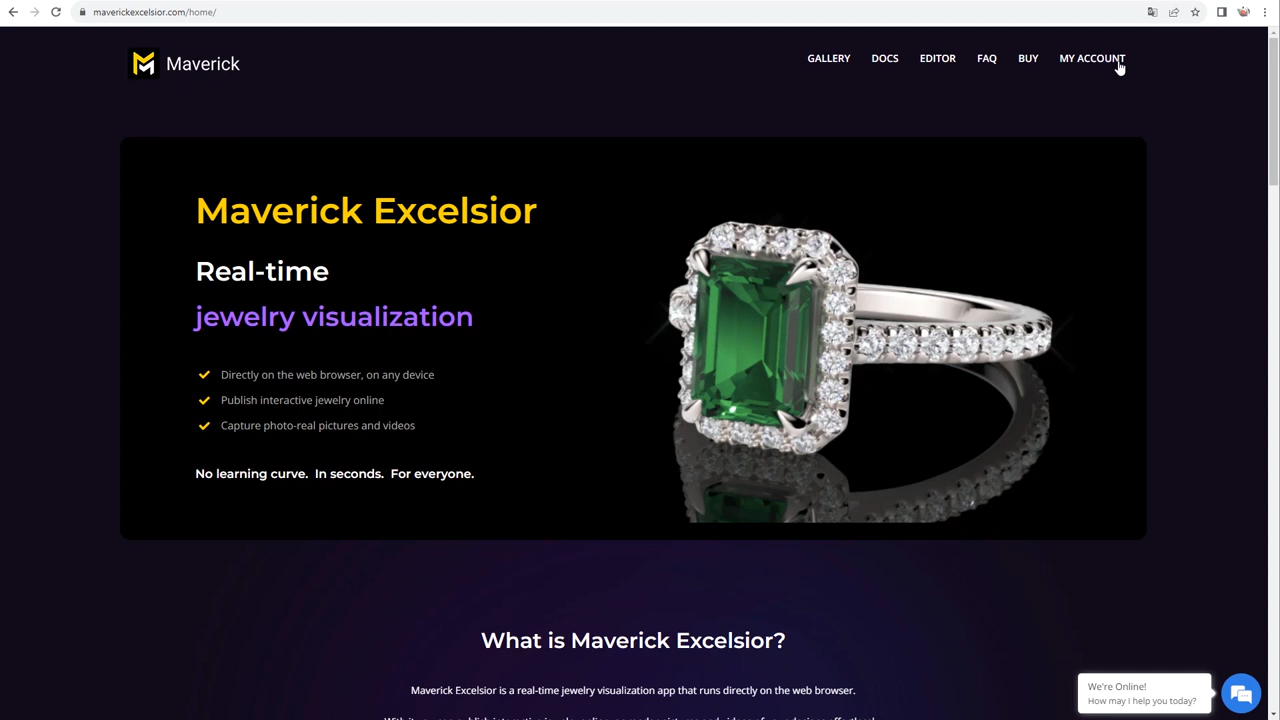 maverickexcelsior.com/home/
Maverick
GALLERY DOCS EDITOR FAQ BUY MY ACCOUNT
Maverick Excelsior
Real-time
jewelry visualization
Directly on the web browser, on any device
Publish interactive jewelry online
Capture photo-real pictures and videos
No learning curve. In seconds. For everyone.
What is Maverick Excelsior?
Maverick Excelsior is a real-time jewelry visualization app that runs directly on the web browser.
We're Online!
How may I help you today?